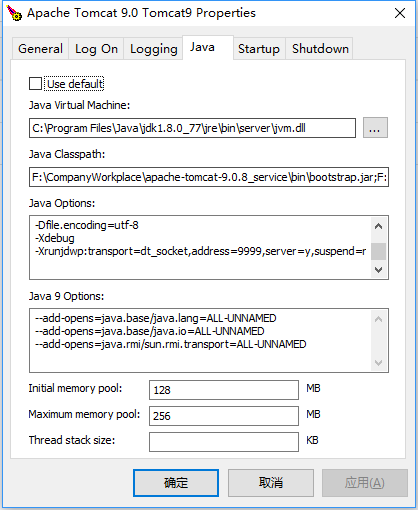 Apache Tomcat 9.0 Tomcat9 Properties
General Log On Logging Java Startup Shutdown
Use default
Java Virtual Machine:
C:\Program Files\Java\jdk1.8.0_77\jre\bin\server\jvm.dll
...
Java Classpath:
F:\CompanyWorkplace\apache-tomcat-9.0.8_service\bin\bootstrap.jar;F:
Java Options:
-Dfile.encoding=utf-8
-Xdebug
-Xrunjdwp:transport=dt_socket,address=9999,server=y,suspend=r
Java 9 Options:
--add-opens=java.base/java.lang=ALL-UNNAMED
--add-opens=java.base/java.io=ALL-UNNAMED
--add-opens=java.rmi/sun.rmi.transport=ALL-UNNAMED
Initial memory pool: 128 MB
Maximum memory pool: 256 MB
Thread stack size: KB
确定 取消 应用(A)